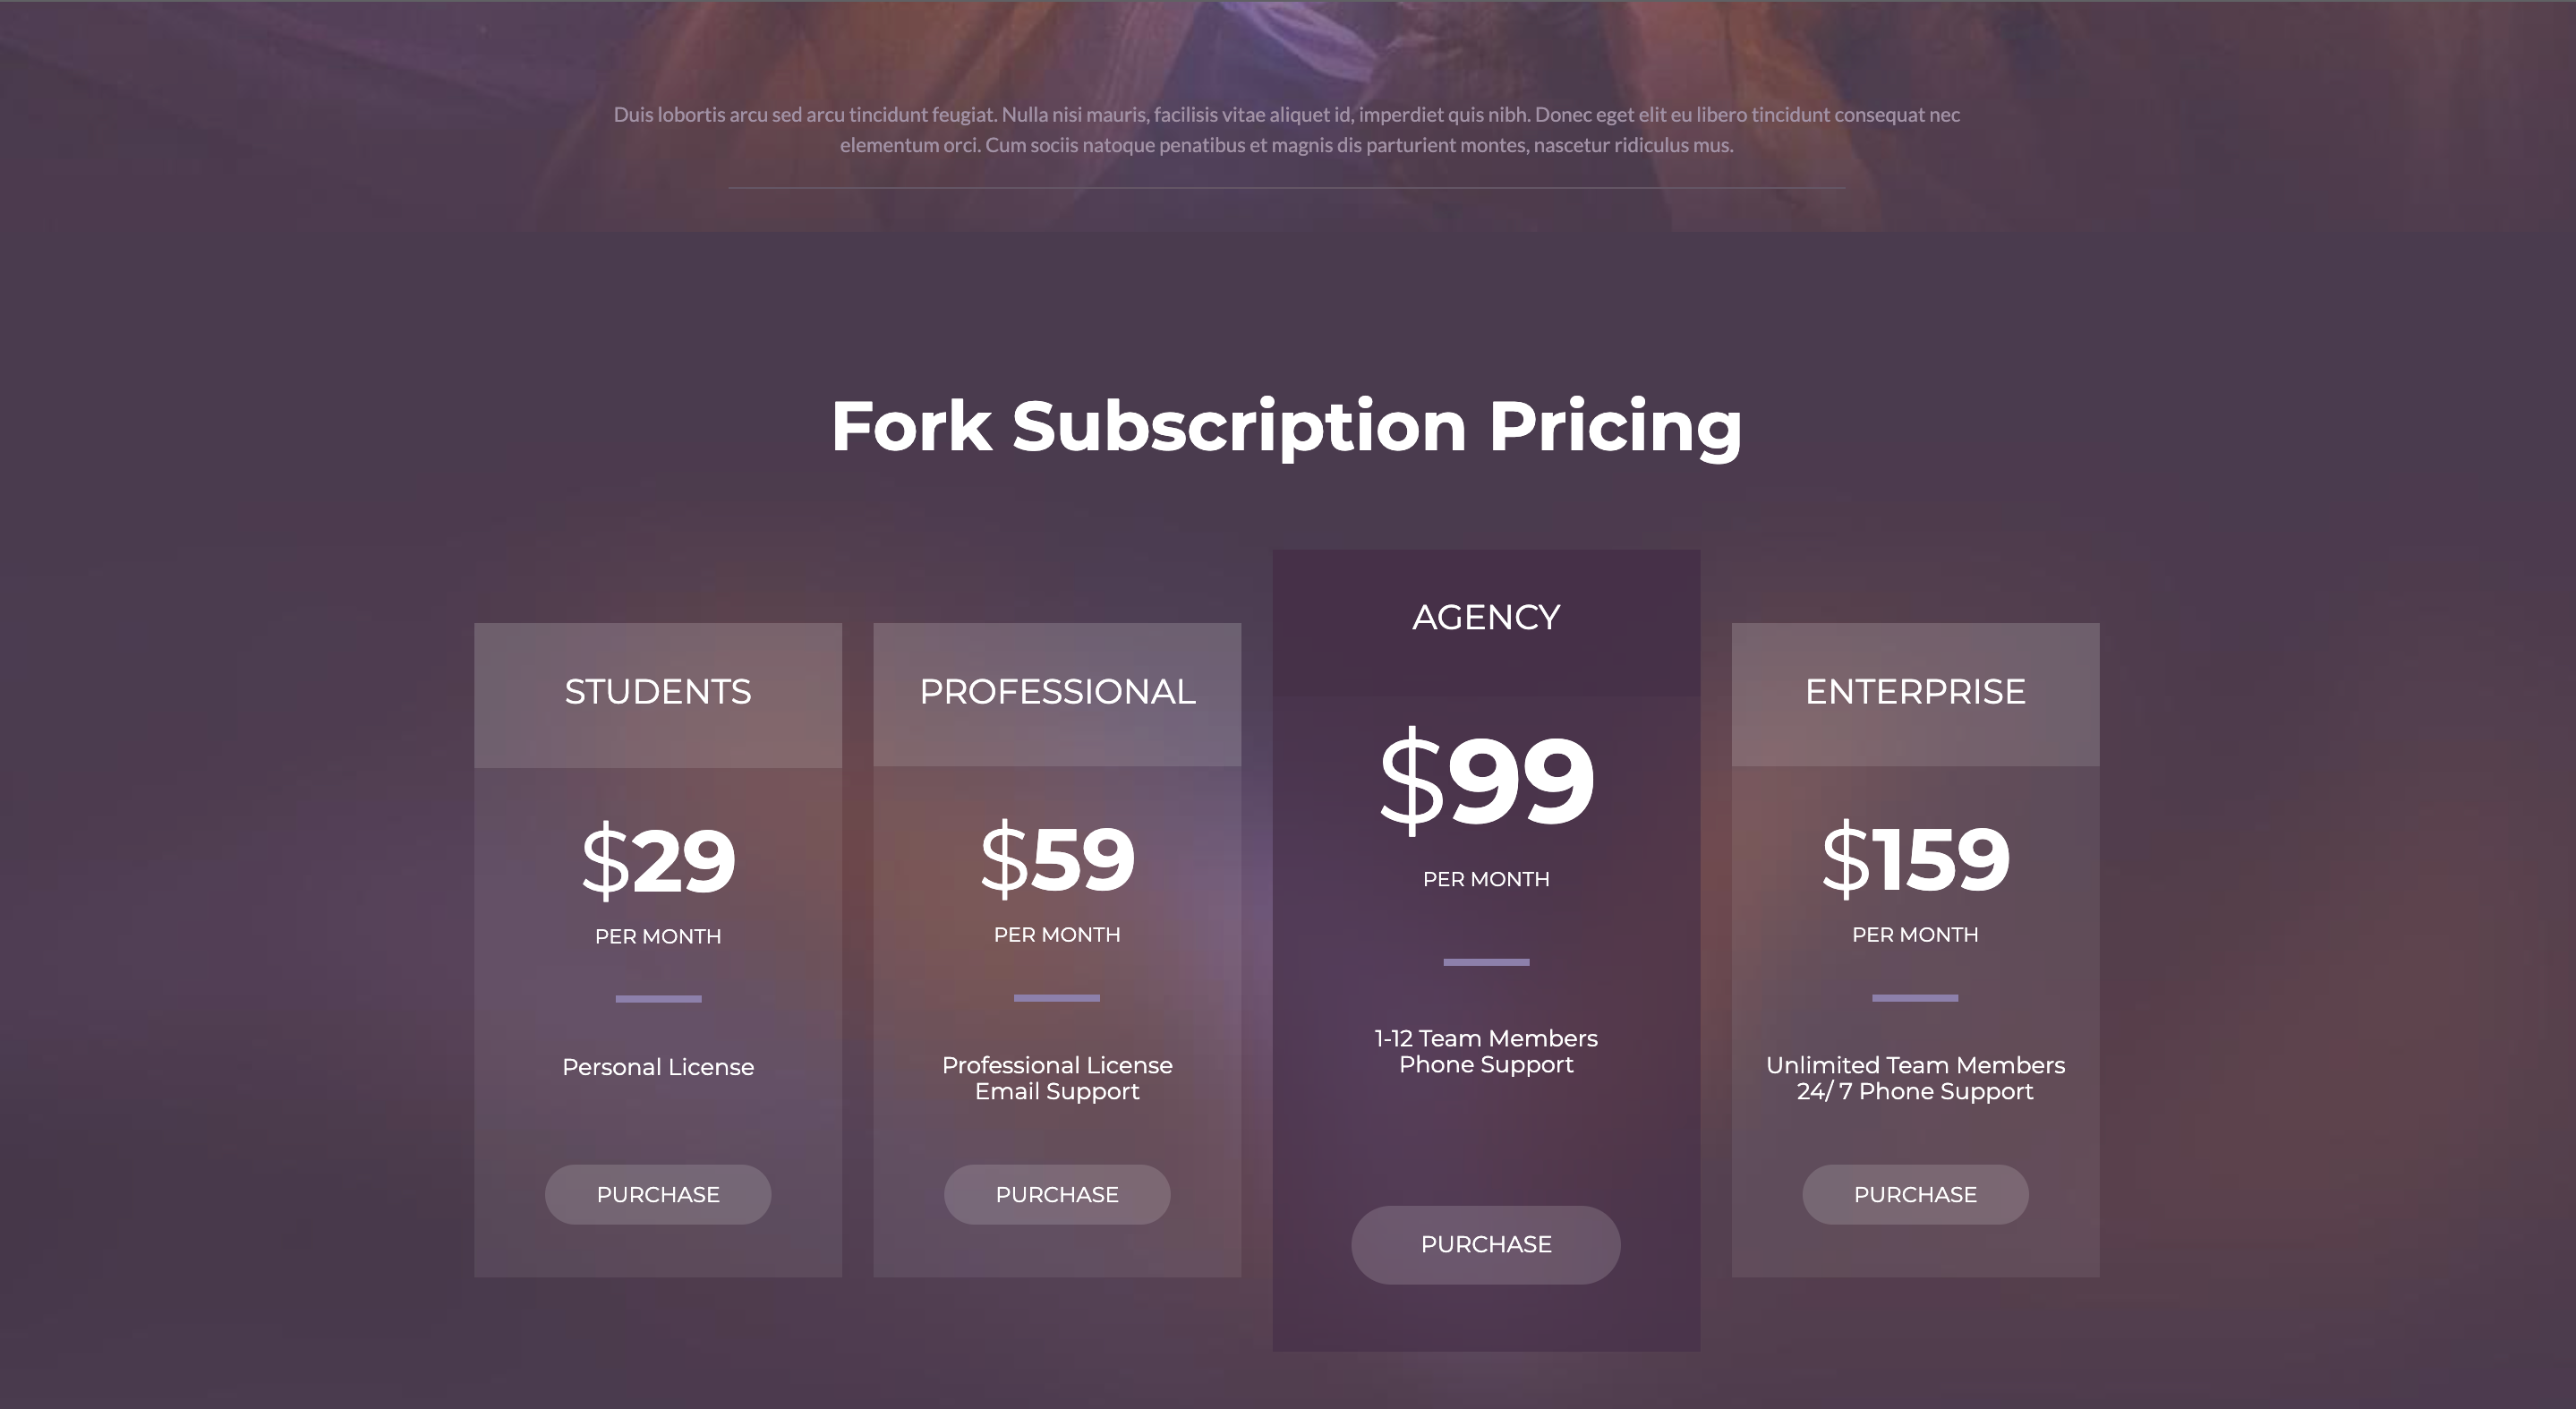 Duis lobortis arcu sed arcu tincidunt feugiat. Nulla nisi mauris, facilisis vitae aliquet id, imperdiet quis nibh. Donec eget elit eu libero tincidunt consequat nec
elementum orci. Cum sociis natoque penatibus et magnis dis parturient montes, nascetur ridiculus mus.
Fork Subscription Pricing
STUDENTS
$29
PER MONTH
Personal License
PURCHASE
PROFESSIONAL
$59
PER MONTH
Professional License
Email Support
PURCHASE
AGENCY
$99
PER MONTH
1-12 Team Members
Phone Support
PURCHASE
ENTERPRISE
$159
PER MONTH
Unlimited Team Members
24/ 7 Phone Support
PURCHASE